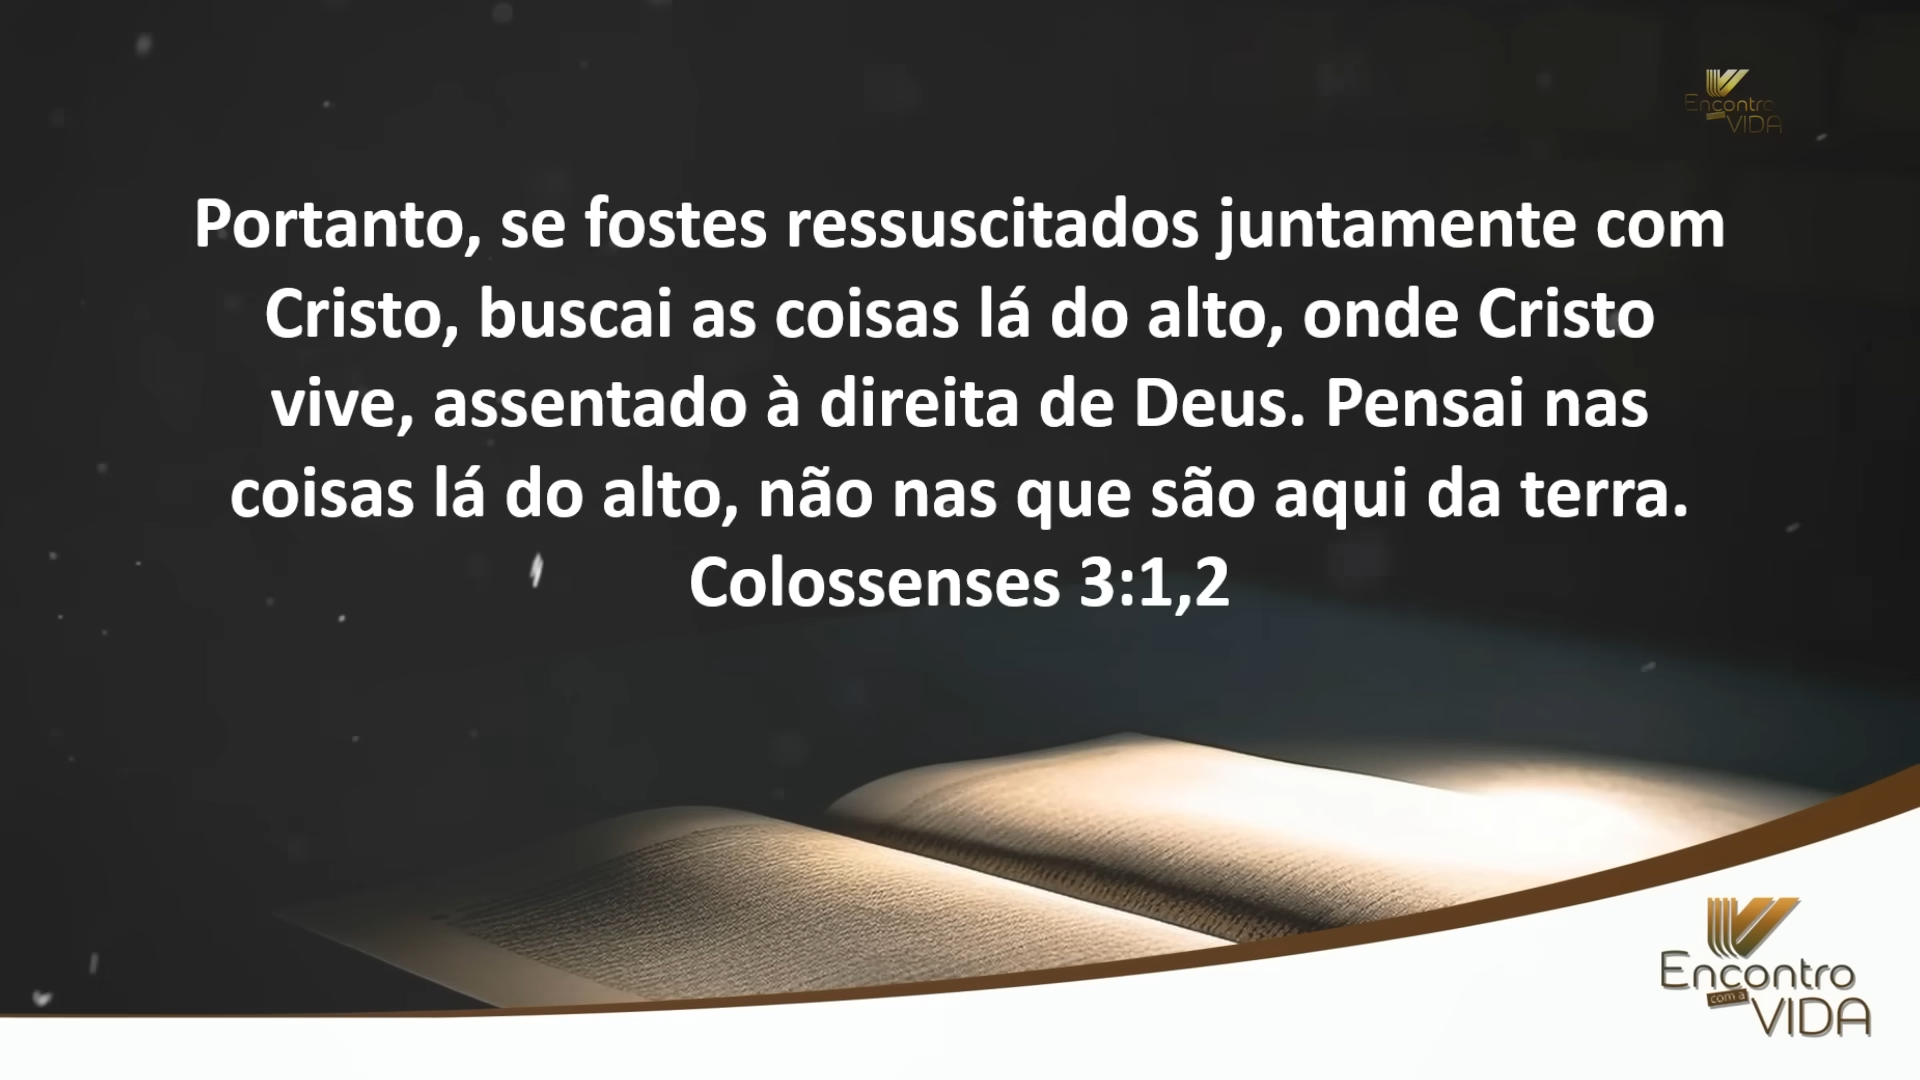 Encontro
VIDA
Portanto, se fostes ressuscitados juntamente com
Cristo, buscai as coisas lá do alto, onde Cristo
vive, assentado à direita de Deus. Pensai nas
coisas lá do alto, não nas que são aqui da terra.
Colossenses 3:1,2
Encontro
com a
VIDA